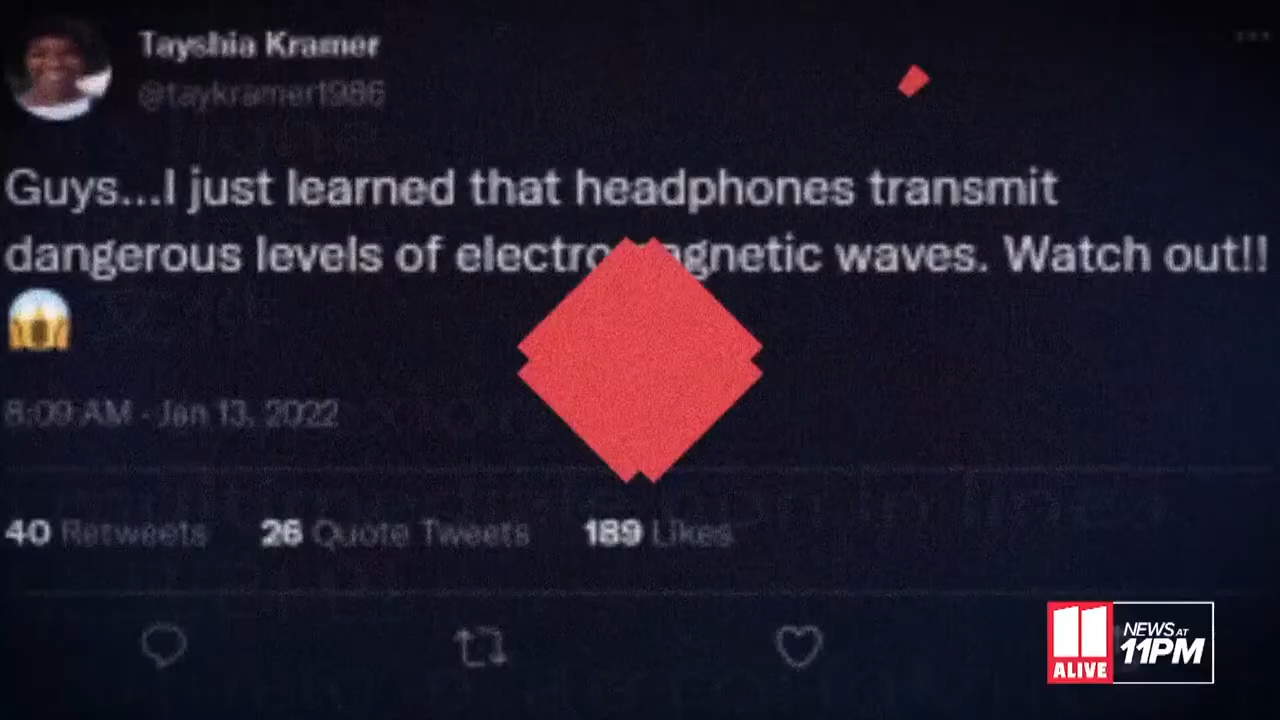 Tayshia Kramer
@taykramer1986
Guys...I just learned that headphones transmit
dangerous levels of electro agnetic waves. Watch out!!
8:09 AM · Jan 13, 2022
40 Retweets 26 Quote Tweets 189 Likes
11
ALIVE
NEWS AT
11PM